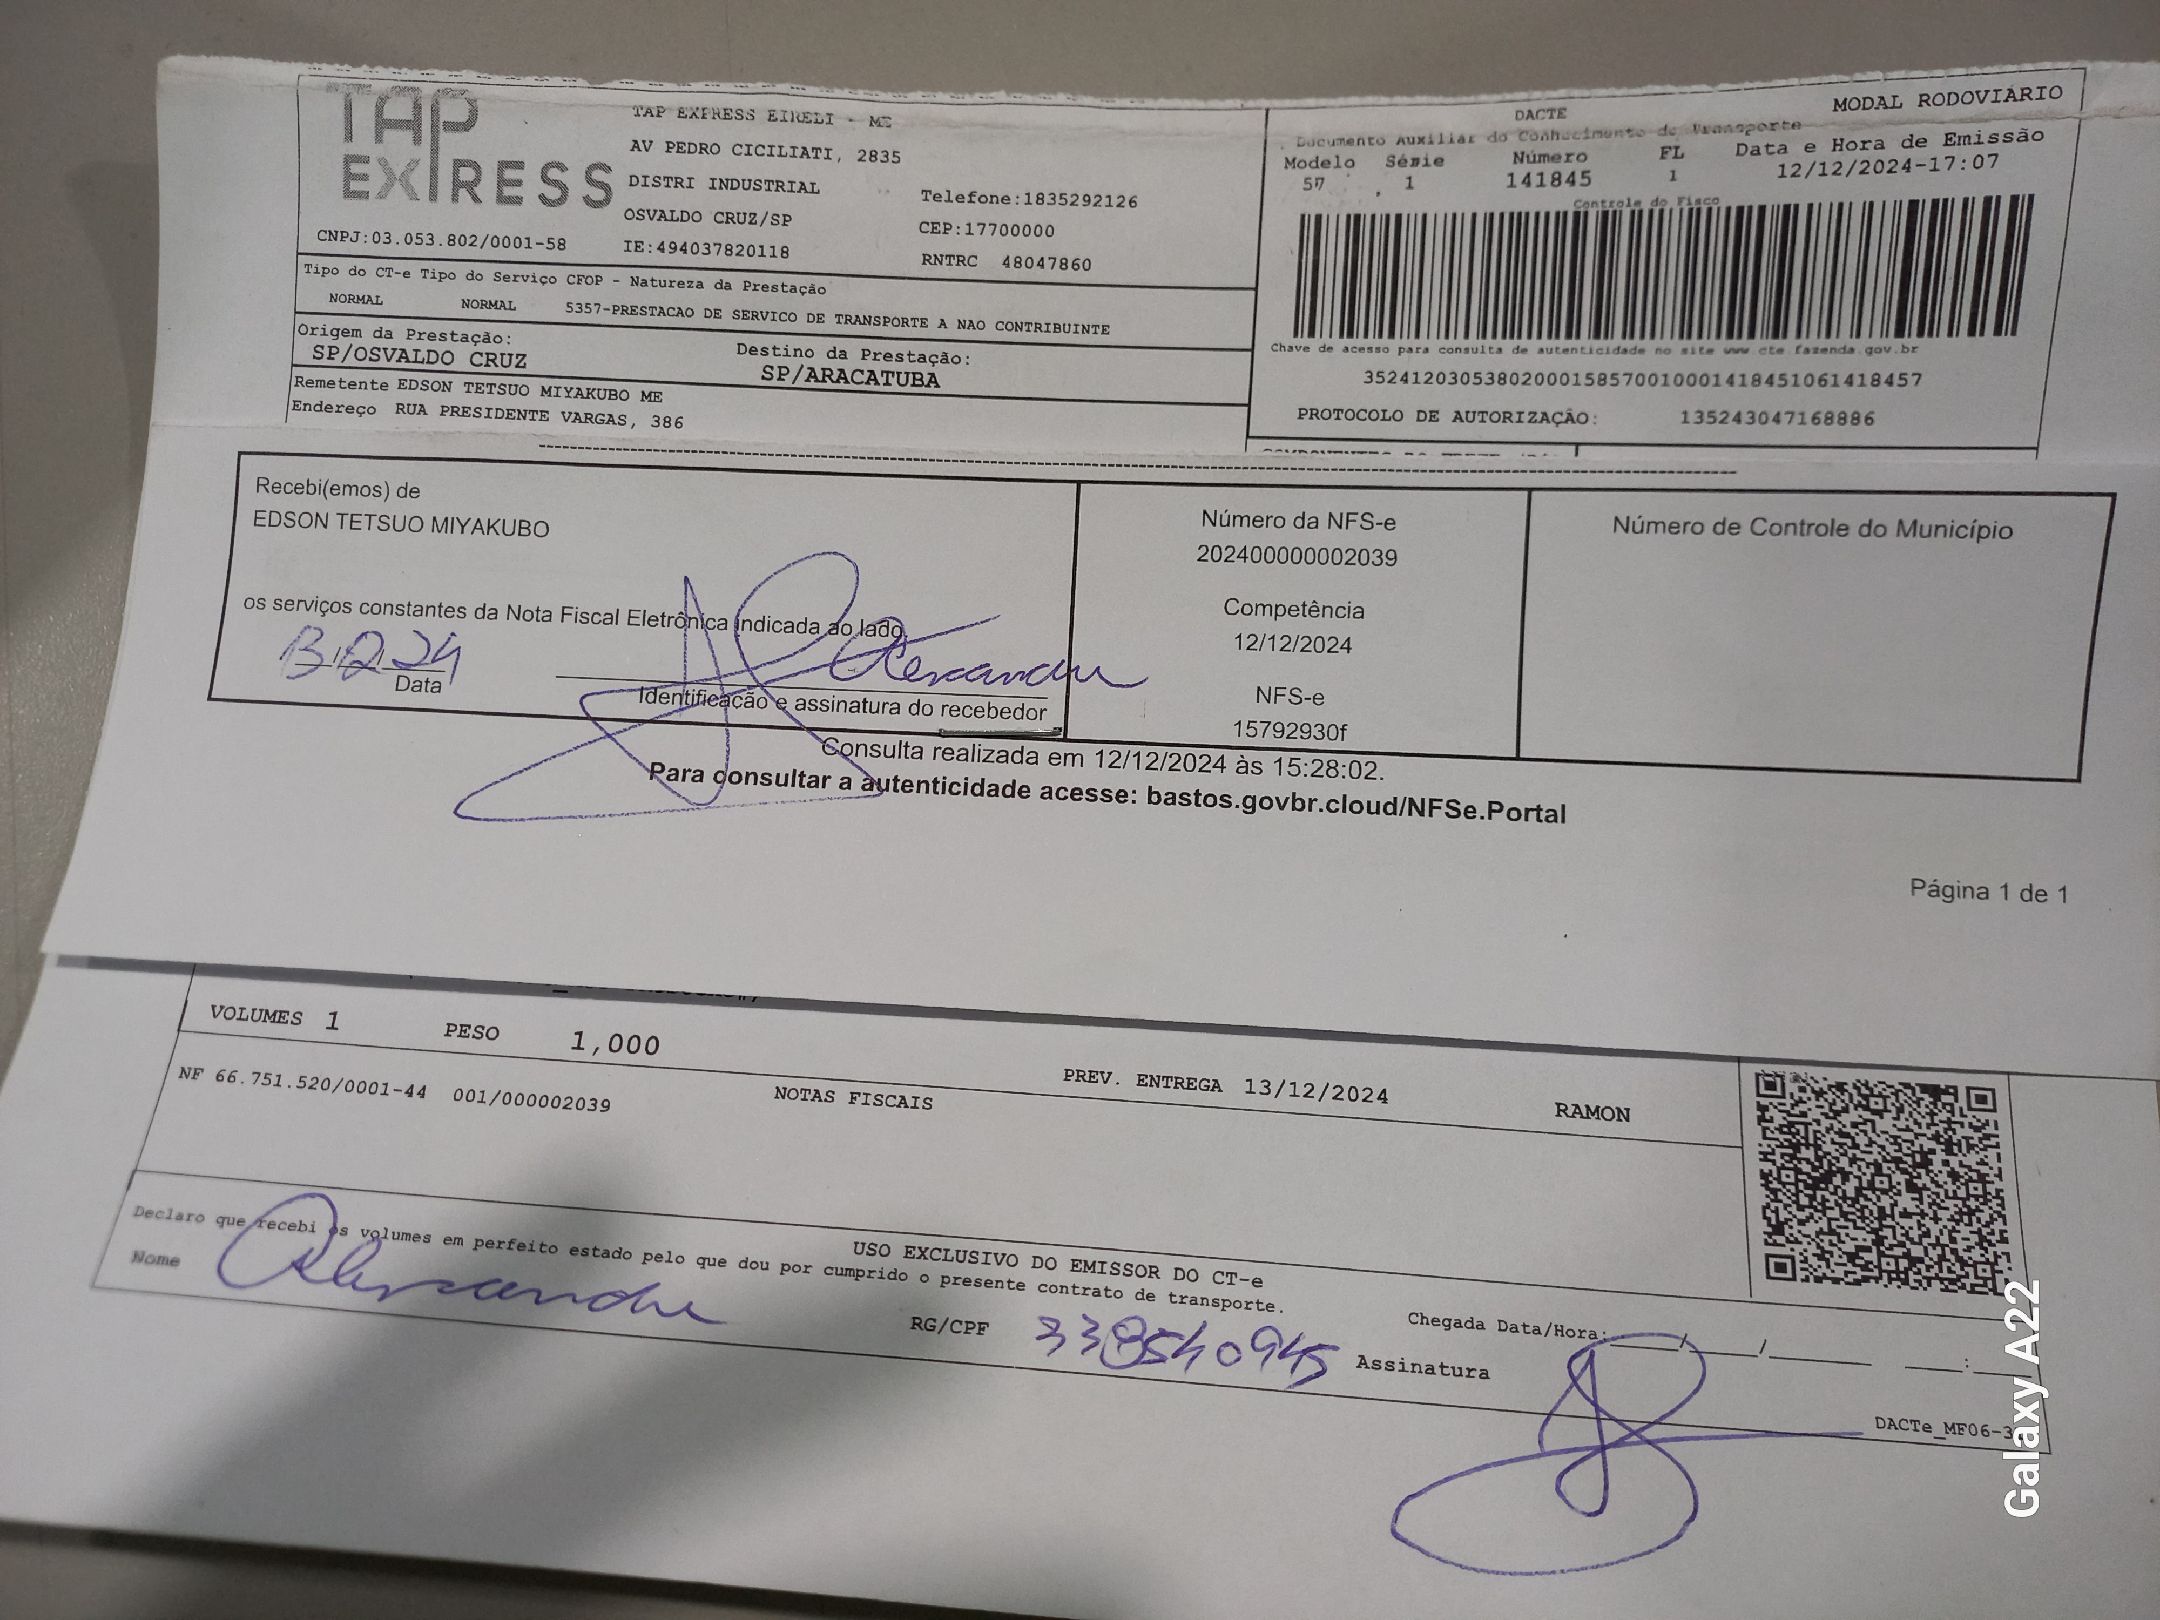 TAP
EXPRESS
TAP EXPRESS EIRELI - ME
AV PEDRO CICILIATI, 2835
DISTRI INDUSTRIAL
Telefone:1835292126
OSVALDO CRUZ/SP
CEP:17700000
CNPJ:03.053.802/0001-58
IE:494037820118
RNTRC 48047860
DACTE
MODAL RODOVIÁRIO
Documento Auxiliar do Conhecimento de Transporte
Modelo Série Número FL Data e Hora de Emissão
57 1 141845 1 12/12/2024-17:07
Controle do Fisco
Tipo do CT-e Tipo do Serviço CFOP - Natureza da Prestação
NORMAL NORMAL 5357-PRESTACAO DE SERVICO DE TRANSPORTE A NAO CONTRIBUINTE
Origem da Prestação:
SP/OSVALDO CRUZ
Destino da Prestação:
SP/ARACATUBA
Remetente EDSON TETSUO MIYAKUBO ME
Endereço RUA PRESIDENTE VARGAS, 386
Chave de acesso para consulta de autenticidade no site www.cte.fazenda.gov.br
35241203053802000158570010001418451061418457
PROTOCOLO DE AUTORIZAÇÃO: 135243047168886
Recebi(emos) de
EDSON TETSUO MIYAKUBO
os serviços constantes da Nota Fiscal Eletrônica indicada ao lado
13/12/24
Data
Alexandre
Identificação e assinatura do recebedor
Número da NFS-e
202400000002039
Competência
12/12/2024
NFS-e
15792930f
Número de Controle do Município
Consulta realizada em 12/12/2024 às 15:28:02.
Para consultar a autenticidade acesse: bastos.govbr.cloud/NFSe.Portal
Página 1 de 1
VOLUMES 1 PESO 1,000 PREV. ENTREGA 13/12/2024 RAMON
NF 66.751.520/0001-44 001/000002039 NOTAS FISCAIS
USO EXCLUSIVO DO EMISSOR DO CT-e
Declaro que recebi os volumes em perfeito estado pelo que dou por cumprido o presente contrato de transporte.
Nome Alexandre
RG/CPF 338540945
Chegada Data/Hora: / / :
Assinatura
DACTe_MF06-3
Galaxy A22